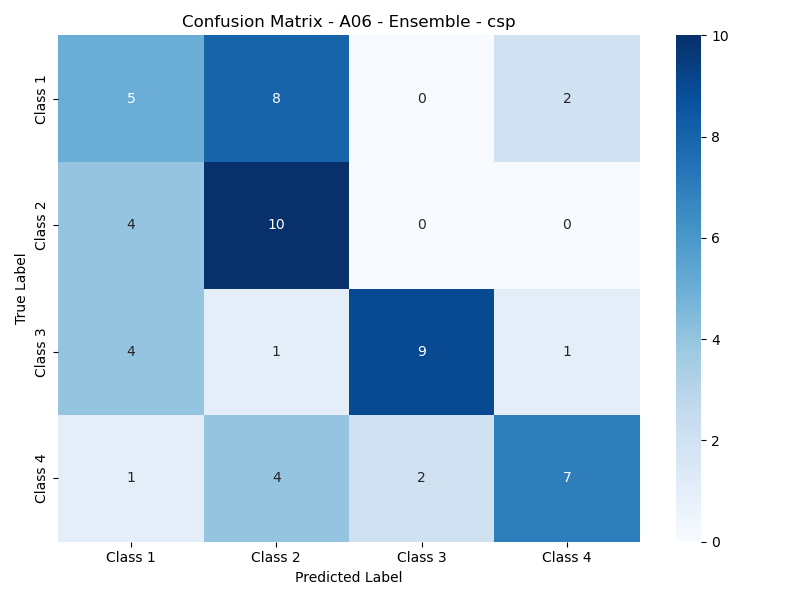 Confusion Matrix - A06 - Ensemble - csp
True Label
Class 1
5 8 0 2
Class 2
4 10 0 0
Class 3
4 1 9 1
Class 4
1 4 2 7
Class 1 Class 2 Class 3 Class 4
Predicted Label
10
8
6
4
2
0